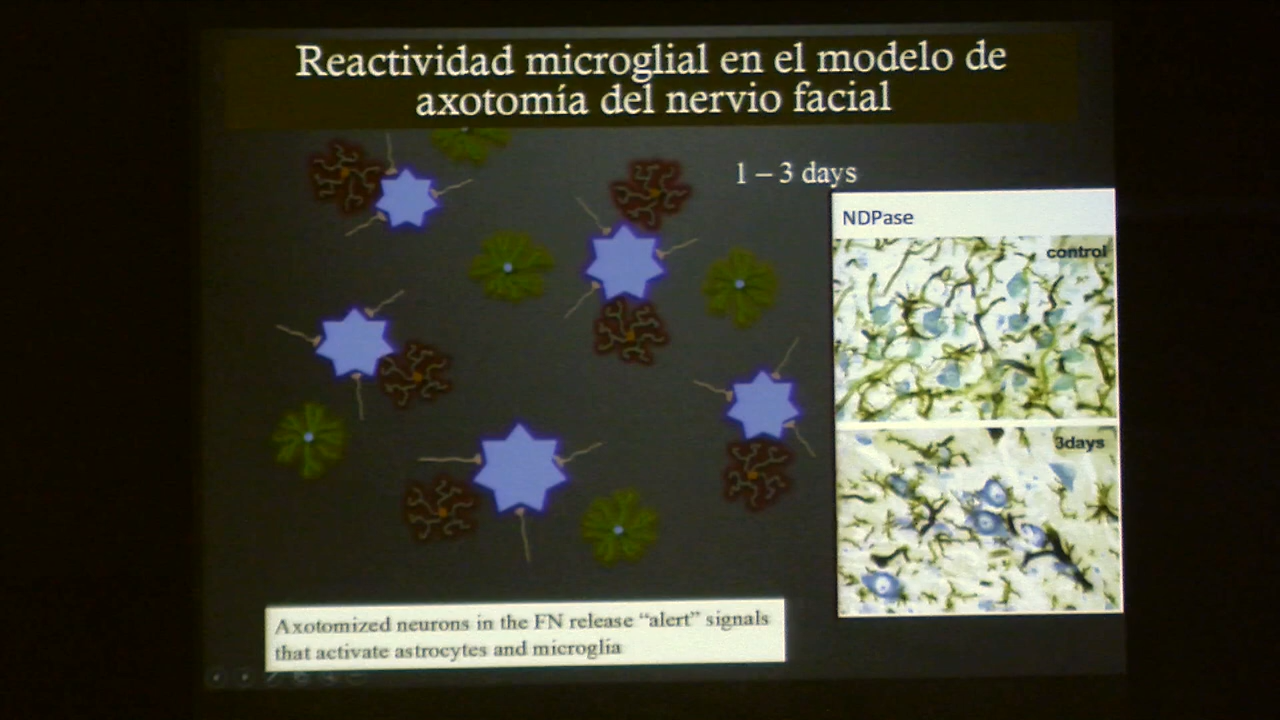 Reactividad microglial en el modelo de
axotomía del nervio facial
1 – 3 days
NDPase
control
3days
Axotomized neurons in the FN release “alert” signals
that activate astrocytes and microglia